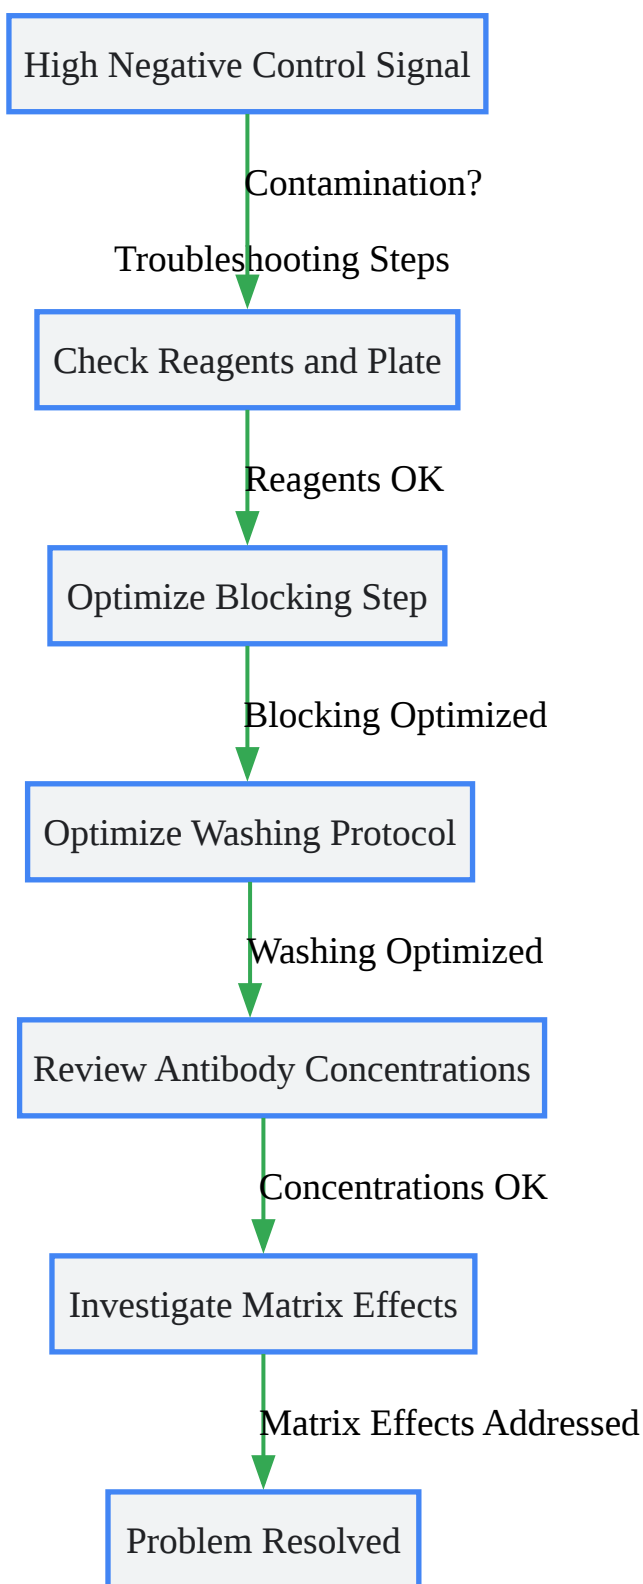 High Negative Control Signal
Contamination?
Troubleshooting Steps
Check Reagents and Plate
Reagents OK
Optimize Blocking Step
Blocking Optimized
Optimize Washing Protocol
Washing Optimized
Review Antibody Concentrations
Concentrations OK
Investigate Matrix Effects
Matrix Effects Addressed
Problem Resolved